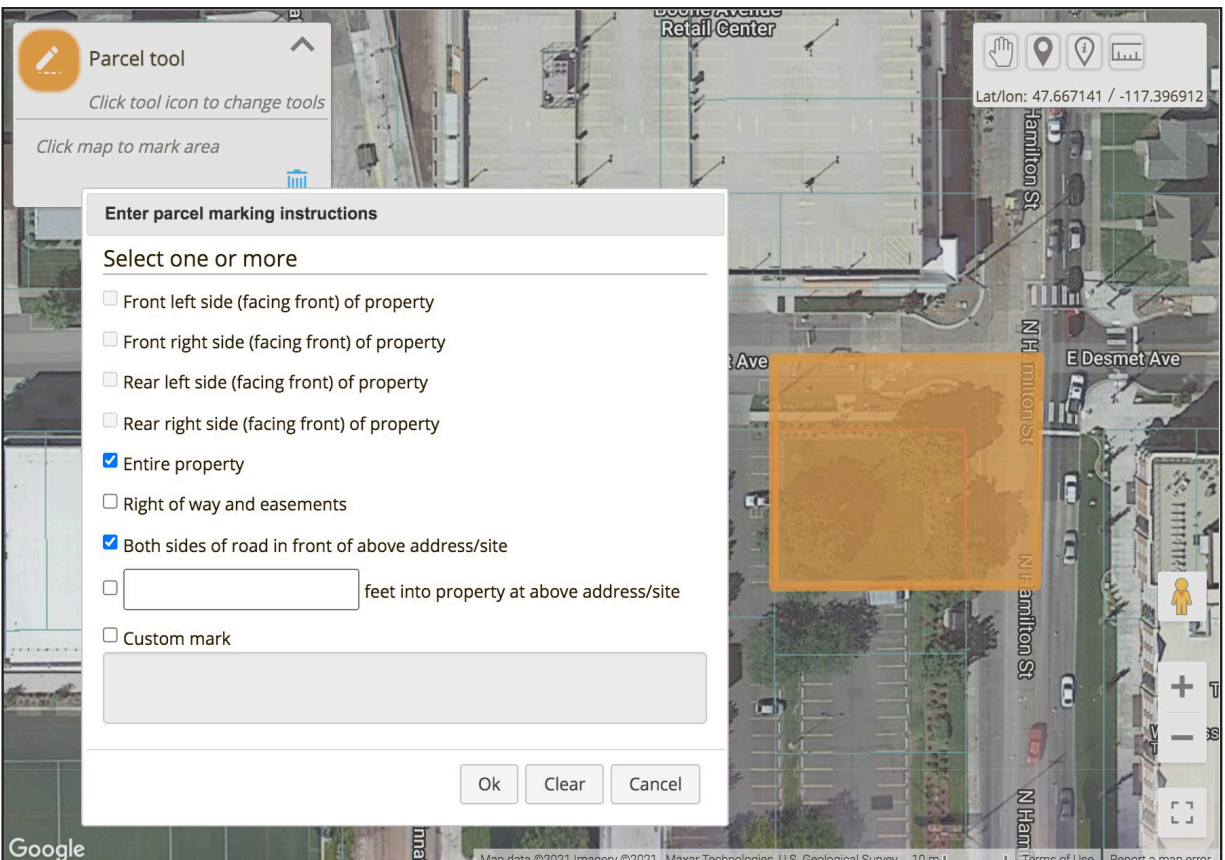 Boone Avenue
Retail Center
Parcel tool
Click tool icon to change tools
Click map to mark area
Lat/lon: 47.667141 / -117.396912
Hamilton St
Enter parcel marking instructions
Select one or more
Front left side (facing front) of property
Front right side (facing front) of property
Rear left side (facing front) of property
Rear right side (facing front) of property
Entire property
Right of way and easements
Both sides of road in front of above address/site
feet into property at above address/site
Custom mark
Ok
Clear
Cancel
t Ave
N Hamilton St
E Desmet Ave
N Hamilton St
N Ham
Google
Map data ©2021 Imagery ©2021 , Maxar Technologies, U.S. Geological Survey
10 m
Terms of Use
Report a map error